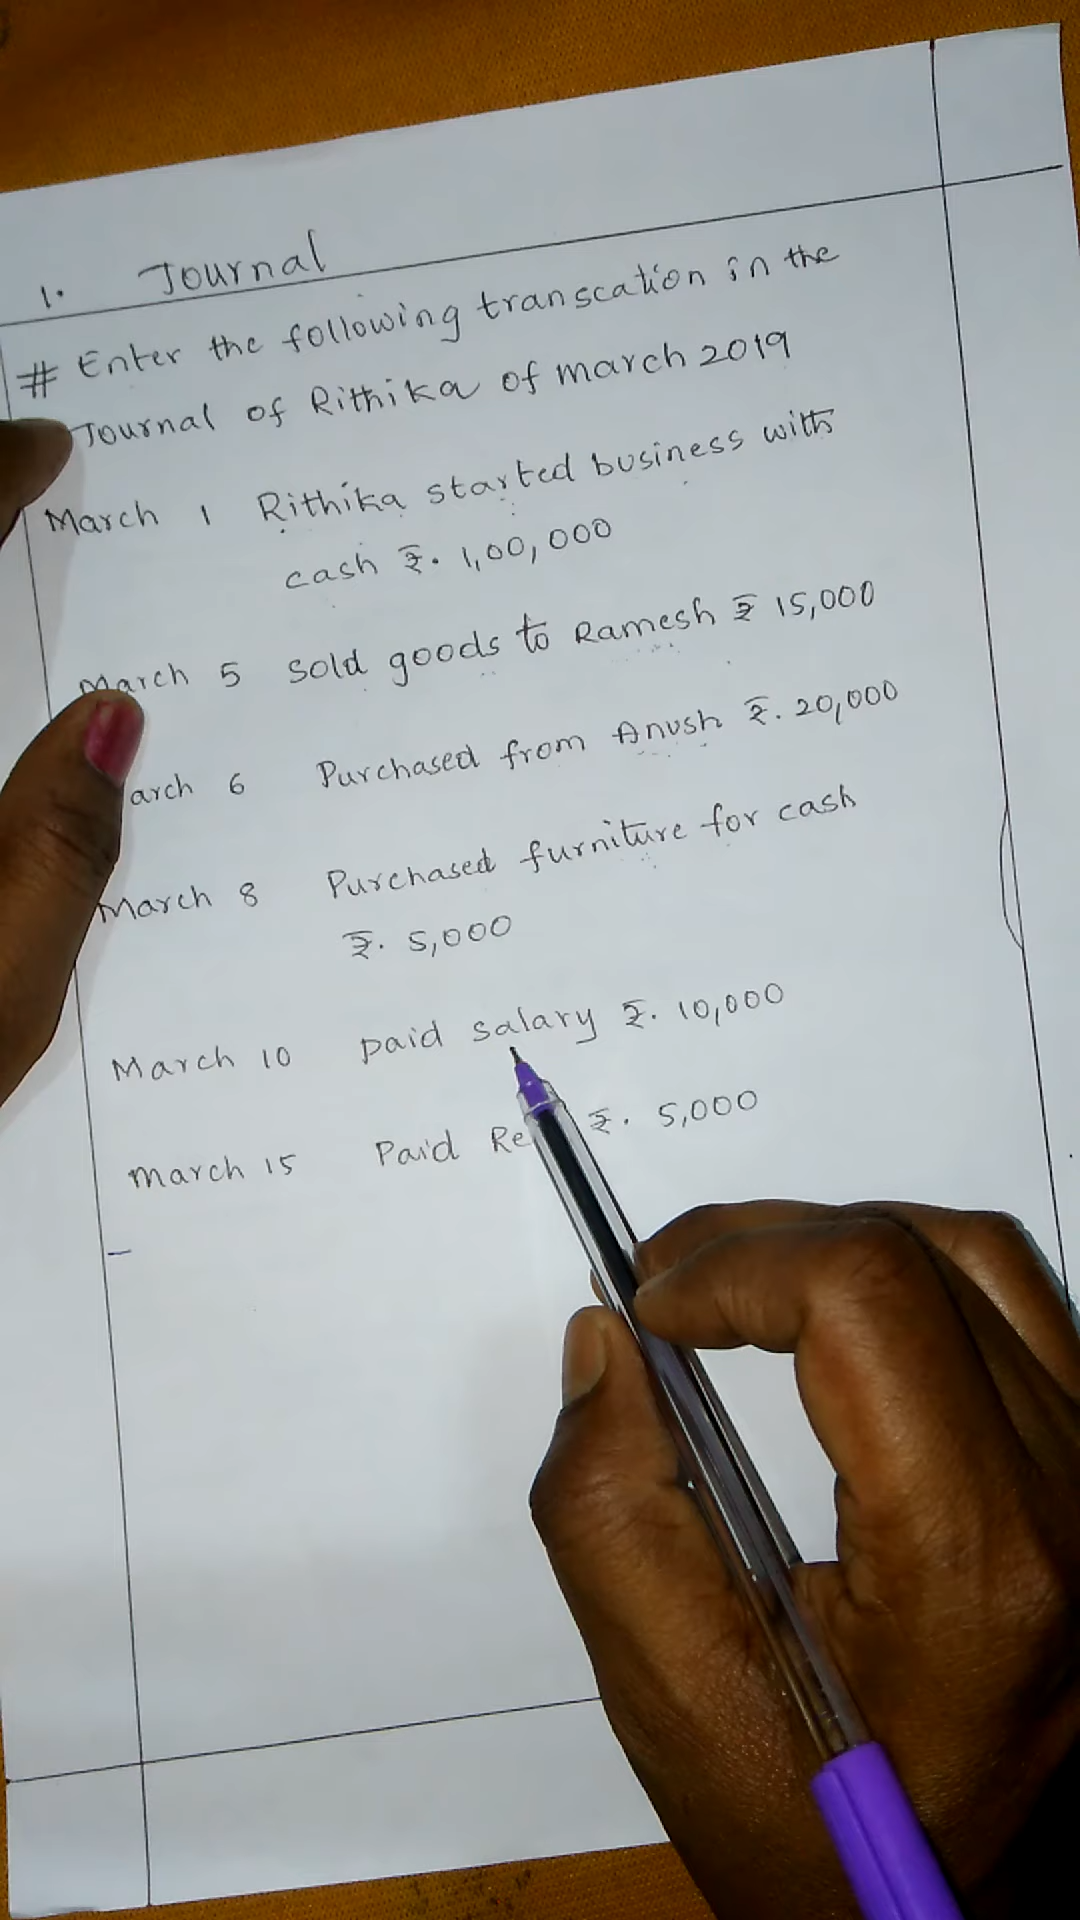 1. Journal
# Enter the following transcation in the
Journal of Rithika of march 2019
March 1 Rithika started business with
cash ₹. 1,00,000
March 5 Sold goods to Ramesh ₹ 15,000
arch 6 Purchased from Anush ₹. 20,000
March 8 Purchased furniture for cash
₹. 5,000
March 10 paid salary ₹. 10,000
March 15 Paid Re ₹. 5,000